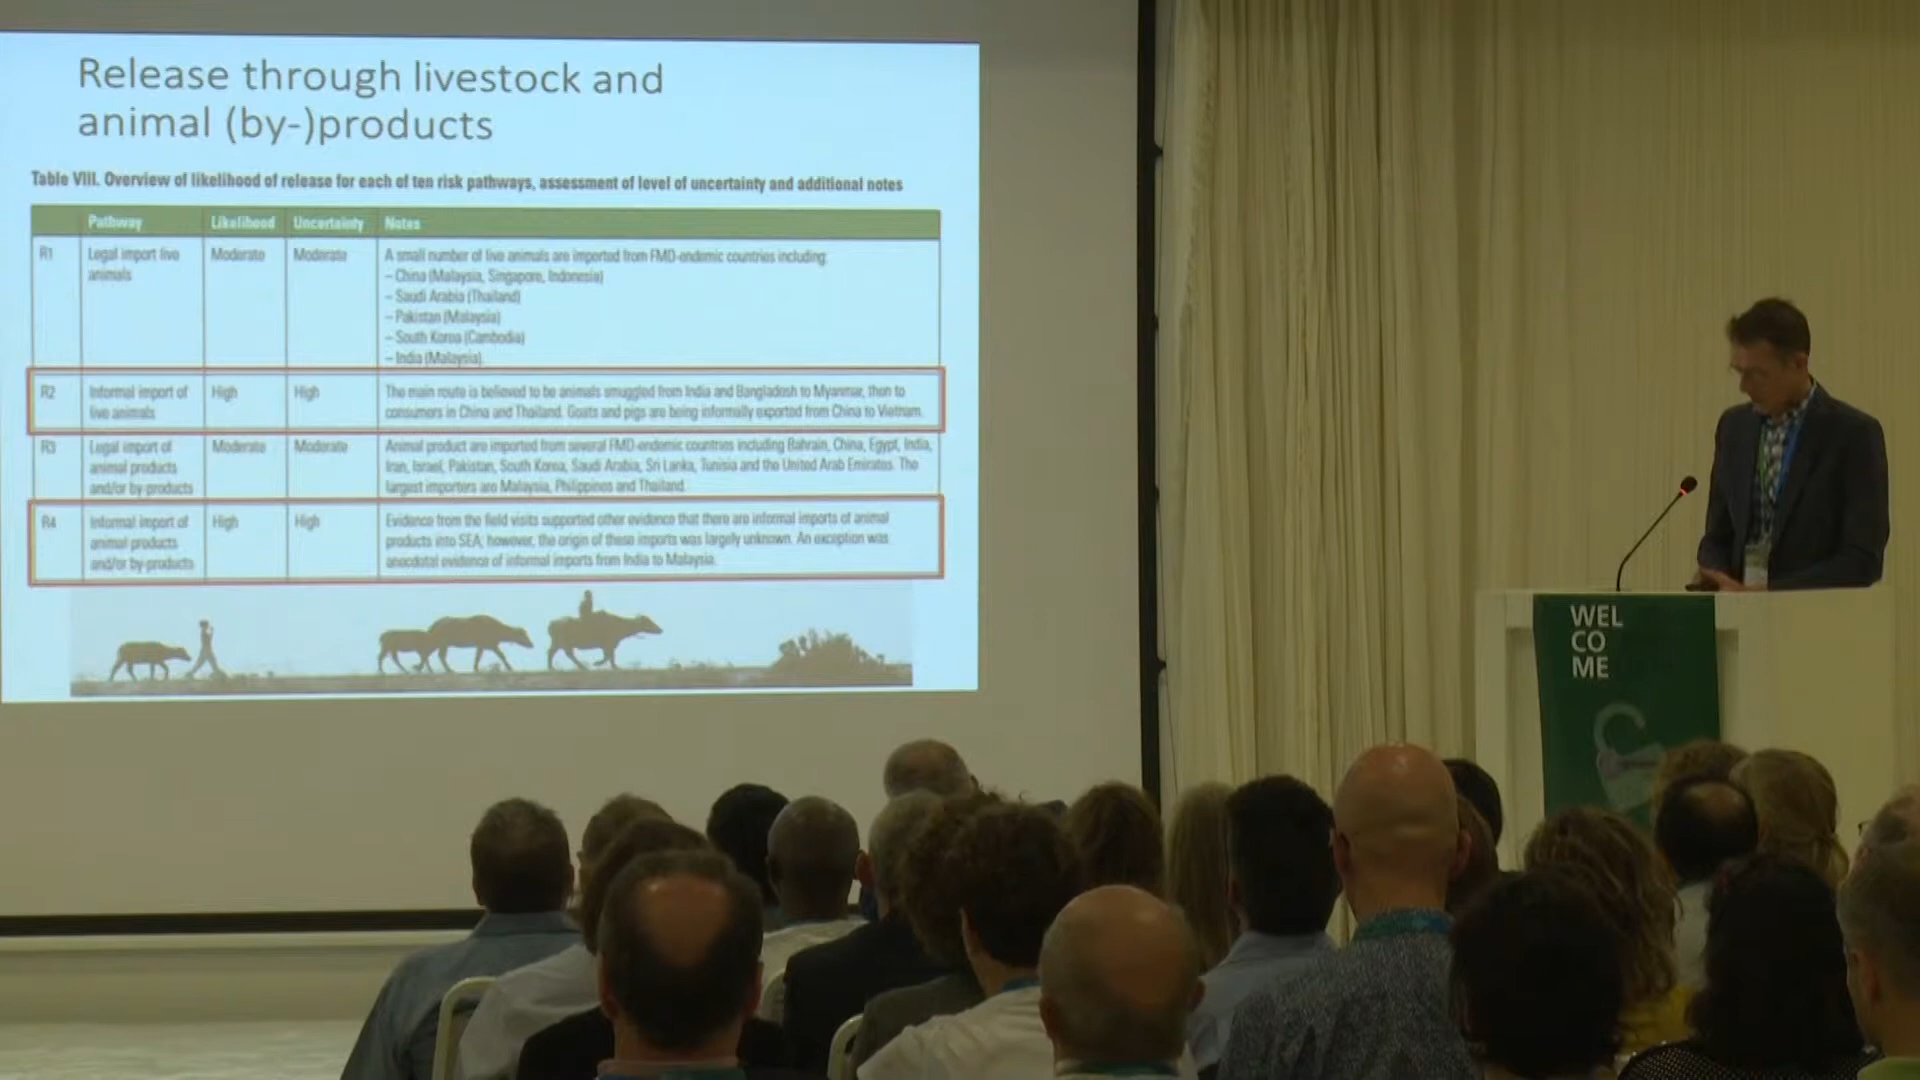 Release through livestock and
animal (by-)products
Table VIII. Overview of likelihood of release for each of ten risk pathways, assessment of level of uncertainty and additional notes
Pathway Likelihood Uncertainty Notes
R1 Legal import live animals Moderate Moderate A small number of live animals are imported from FMD-endemic countries including:
– China (Malaysia, Singapore, Indonesia)
– Saudi Arabia (Thailand)
– Pakistan (Malaysia)
– South Korea (Cambodia)
– India (Malaysia)
R2 Informal import of live animals High High The main route is believed to be animals smuggled from India and Bangladesh to Myanmar, then to
consumers in China and Thailand. Goats and pigs are being informally exported from China to Vietnam.
R3 Legal import of animal products and/or by-products Moderate Moderate Animal product are imported from several FMD-endemic countries including Bahrain, China, Egypt, India,
Iran, Israel, Pakistan, South Korea, Saudi Arabia, Sri Lanka, Tunisia and the United Arab Emirates. The
largest importers are Malaysia, Philippines and Thailand.
R4 Informal import of animal products and/or by-products High High Evidence from the field visits supported other evidence that there are informal imports of animal
products into SEA; however, the origin of these imports was largely unknown. An exception was
anecdotal evidence of informal imports from India to Malaysia.
WEL
CO
ME